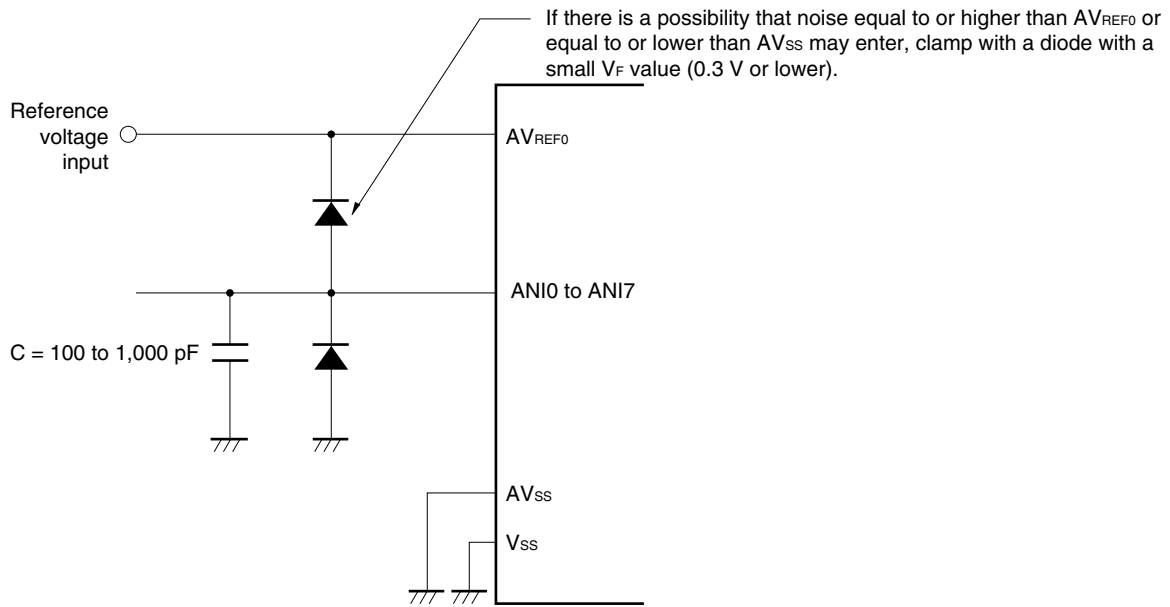 If there is a possibility that noise equal to or higher than AVREF0 or
equal to or lower than AVSS may enter, clamp with a diode with a
small VF value (0.3 V or lower).
Reference
voltage
input
AVREF0
ANI0 to ANI7
C = 100 to 1,000 pF
AVSS
VSS